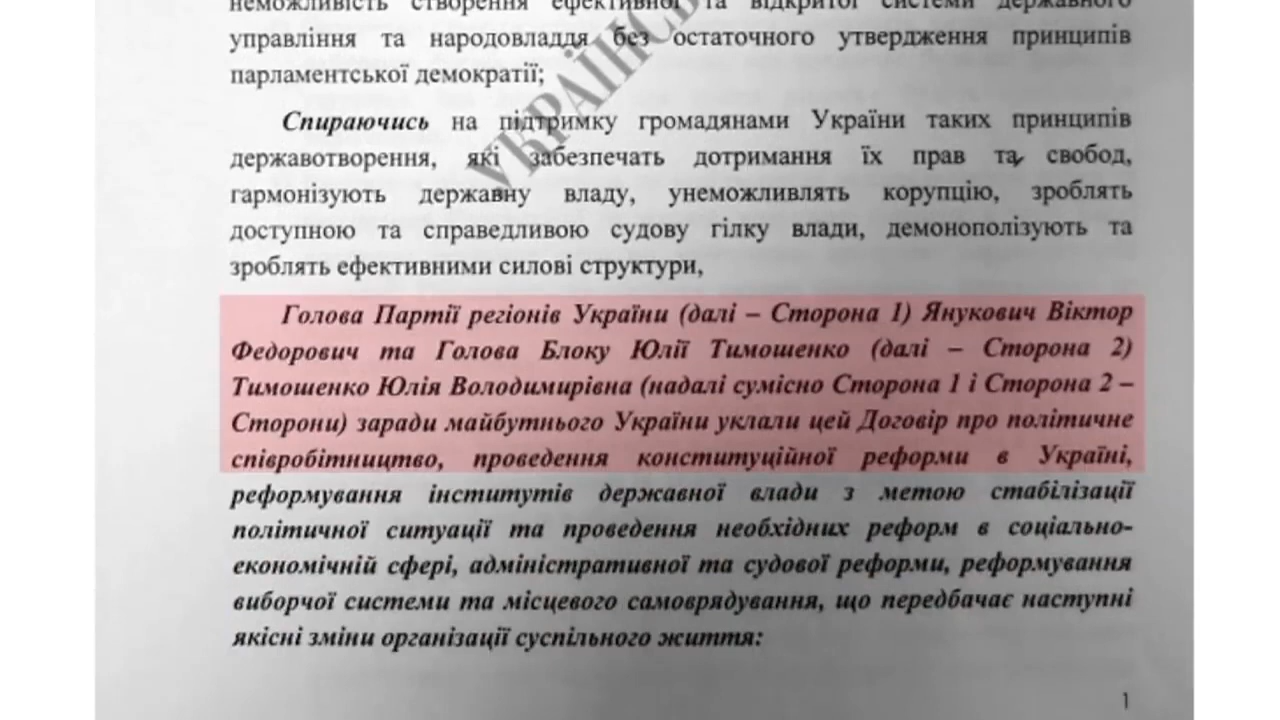 неможливість створення ефективної та відкритої системи державного
управління та народовладдя без остаточного утвердження принципів
парламентської демократії;
Спираючись на підтримку громадянами України таких принципів
державотворення, які забезпечать дотримання їх прав та свобод,
гармонізують державну владу, унеможливлять корупцію, зроблять
доступною та справедливою судову гілку влади, демонополізують та
зроблять ефективними силові структури,
Голова Партії регіонів України (далі – Сторона 1) Янукович Віктор
Федорович та Голова Блоку Юлії Тимошенко (далі – Сторона 2)
Тимошенко Юлія Володимирівна (надалі сумісно Сторона 1 і Сторона 2 –
Сторони) заради майбутнього України уклали цей Договір про політичне
співробітництво, проведення конституційної реформи в Україні,
реформування інститутів державної влади з метою стабілізації
політичної ситуації та проведення необхідних реформ в соціально-
економічній сфері, адміністративної та судової реформи, реформування
виборчої системи та місцевого самоврядування, що передбачає наступні
якісні зміни організації суспільного життя:
1